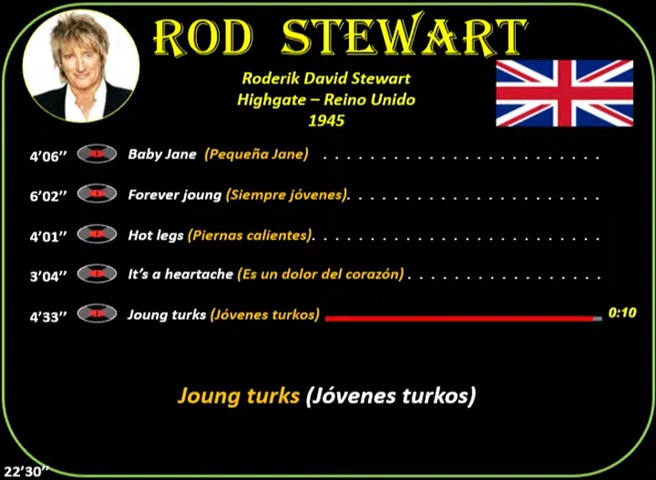 ROD STEWART
Roderik David Stewart
Highgate – Reino Unido
1945
4’06’’ Baby Jane (Pequeña Jane) . . . . . . . . . . . . . . . . . . . . . . . .
6’02’’ Forever joung (Siempre jóvenes). . . . . . . . . . . . . . . . . . . . . .
4’01’’ Hot legs (Piernas calientes). . . . . . . . . . . . . . . . . . . . . . . . .
3’04’’ It’s a heartache (Es un dolor del corazón) . . . . . . . . . . . . . . . . .
4’33’’ Joung turks (Jóvenes turkos) 0:10
Joung turks (Jóvenes turkos)
22’30’’